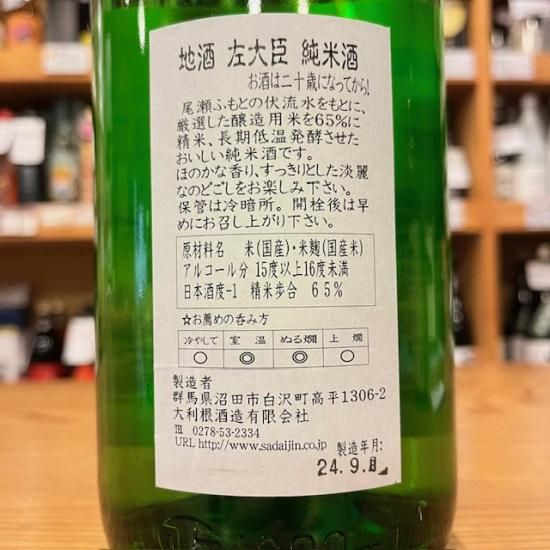 地酒 左大臣 純米酒
お酒は二十歳になってから!
尾瀬ふもとの伏流水をもとに、
厳選した醸造用米を65%に
精米、長期低温発酵させた
おいしい純米酒です。
ほのかな香り,すっきりとした淡麗
なのどごしをお楽しみ下さい。
保管は冷暗所。開栓後は早
めにお召し上がり下さい。
原材料名 米(国産)・米麹(国産米)
アルコール分 15度以上16度未満
日本酒度-1 精米歩合 65%
☆お薦めの呑み方
冷やして 室温 ぬる燗 上燗
○ ◎ ◎ ○
製造者
群馬県沼田市白沢町高平1306-2
大利根酒造有限会社
℡ 0278-53-2334
URL http://www.sadaijin.co.jp
製造年月:
24.9.